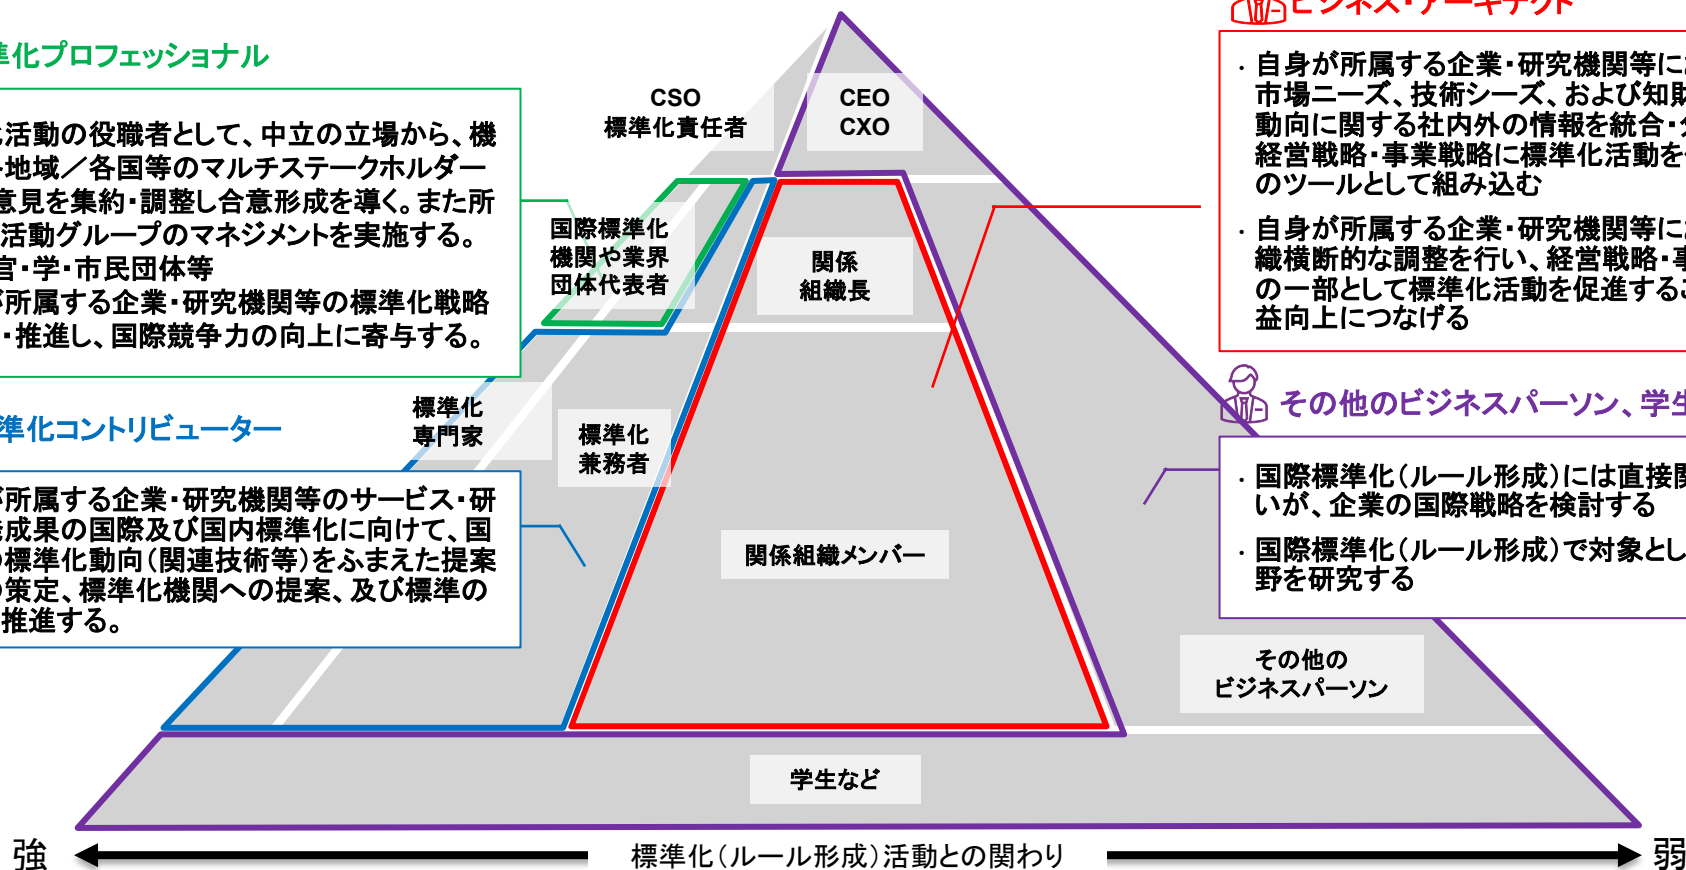 準化プロフェッショナル
化活動の役職者として、中立の立場から、機
地域／各国等のマルチステークホルダー
意見を集約・調整し合意形成を導く。また所
活動グループのマネジメントを実施する。
官・学・市民団体等
が所属する企業・研究機関等の標準化戦略
・推進し、国際競争力の向上に寄与する。
準化コントリビューター
が所属する企業・研究機関等のサービス・研
発成果の国際及び国内標準化に向けて、国
の標準化動向（関連技術等）をふまえた提案
の策定、標準化機関への提案、及び標準の
推進する。
CSO
標準化責任者
CEO
CXO
国際標準化
機関や業界
団体代表者
関係
組織長
標準化
専門家
標準化
兼務者
関係組織メンバー
その他の
ビジネスパーソン
学生など
ビジネス・アーキテクト
・自身が所属する企業・研究機関等にお
市場ニーズ、技術シーズ、および知財
動向に関する社内外の情報を統合・分
経営戦略・事業戦略に標準化活動を
のツールとして組み込む
・自身が所属する企業・研究機関等にお
織横断的な調整を行い、経営戦略・事
の一部として標準化活動を促進するこ
益向上につなげる
その他のビジネスパーソン、学生
・国際標準化（ルール形成）には直接関
いが、企業の国際戦略を検討する
・国際標準化（ルール形成）で対象とし
野を研究する
強
標準化（ルール形成）活動との関わり
弱